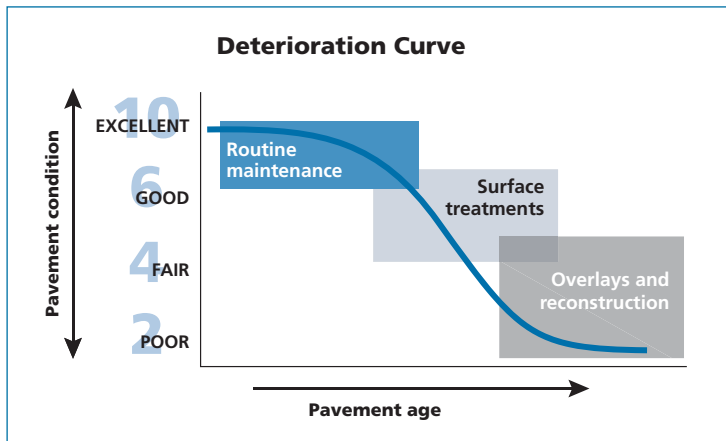 Deterioration Curve
Pavement condition
10
EXCELLENT
Routine
maintenance
6
GOOD
Surface
treatments
4
FAIR
Overlays and
reconstruction
2
POOR
Pavement age